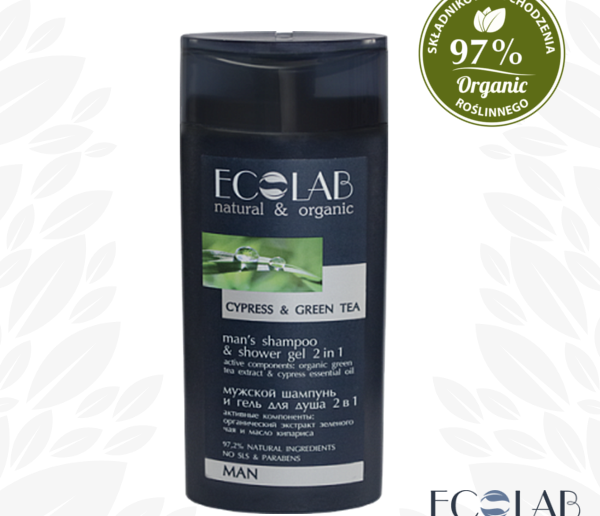 SKŁADNIKÓW
97%
Organic
ROŚLINNEGO
ECOLAB
natural & organic
CYPRESS & GREEN TEA
man's shampoo
& shower gel 2 in 1
active components: organic green
tea extract & cypress essential oil
мужской шампунь
и гель для душа 2 в 1
активные компоненты:
органический экстракт зеленого
чая и масло кипариса
97,2% NATURAL INGREDIENTS
NO SLS & PARABENS
MAN
ECOLAB